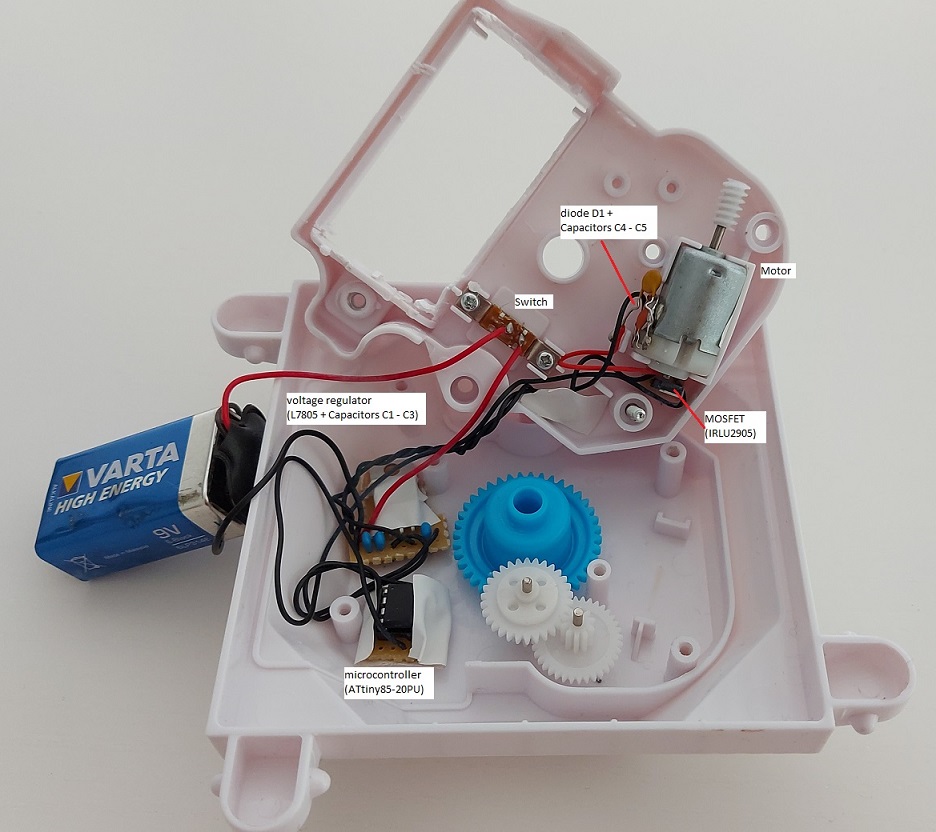 diode D1 +
Capacitors C4 - C5
Motor
Switch
voltage regulator
(L7805 + Capacitors C1 - C3)
MOSFET
(IRLU2905)
VARTA
HIGH ENERGY
9V
microcontroller
(ATtiny85-20PU)